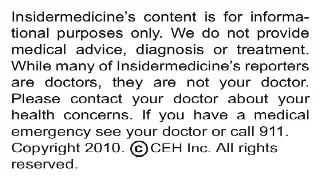 Insidermedicine's content is for informa-
tional purposes only. We do not provide
medical advice, diagnosis or treatment.
While many of Insidermedicine's reporters
are doctors, they are not your doctor.
Please contact your doctor about your
health concerns. If you have a medical
emergency see your doctor or call 911.
Copyright 2010. ©CEH Inc. All rights
reserved.